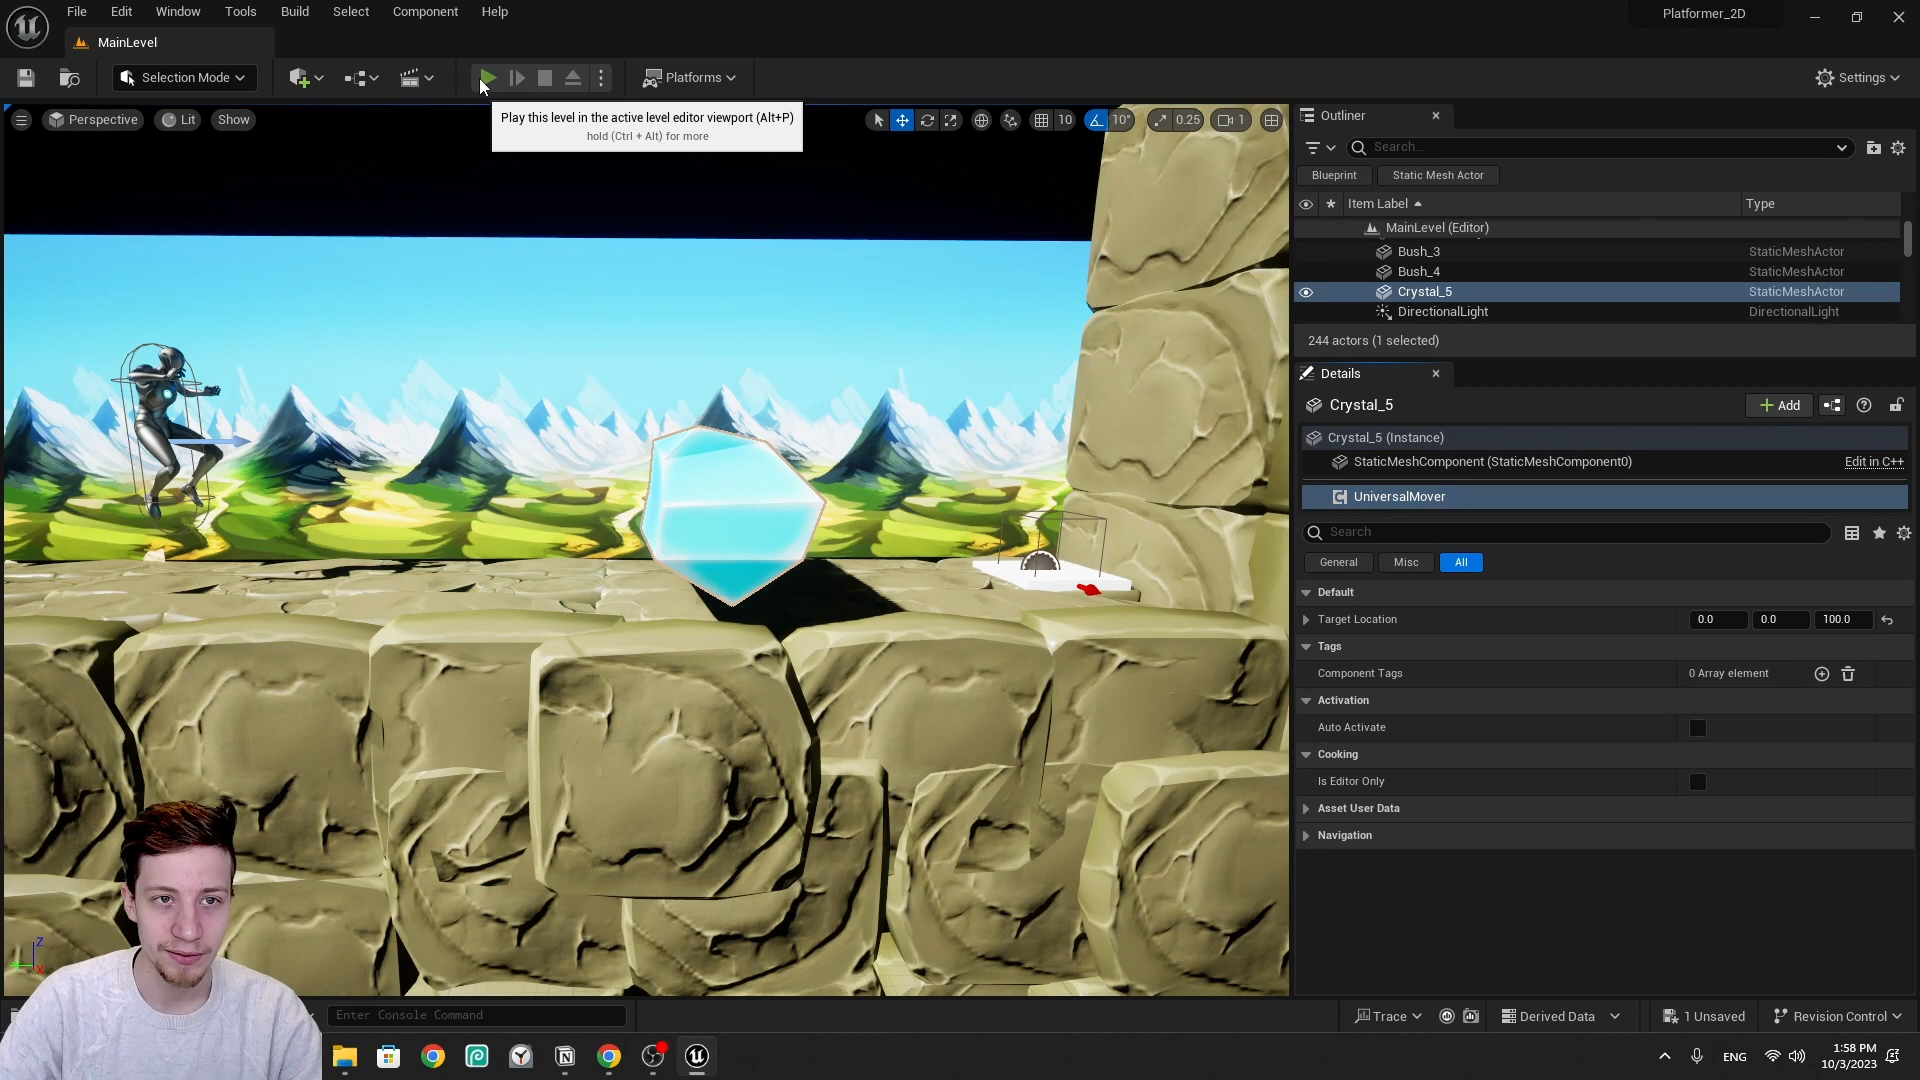 File Edit Window Tools Build Select Component Help
Platformer_2D
MainLevel
Selection Mode
Platforms
Settings
Perspective
Lit
Show
Play this level in the active level editor viewport (Alt+P)
hold (Ctrl + Alt) for more
10
10°
0.25
1
Outliner
Search...
Blueprint
Static Mesh Actor
Item Label
Type
MainLevel (Editor)
Bush_3 StaticMeshActor
Bush_4 StaticMeshActor
Crystal_5 StaticMeshActor
DirectionalLight DirectionalLight
244 actors (1 selected)
Details
Crystal_5
Add
Crystal_5 (Instance)
StaticMeshComponent (StaticMeshComponent0) Edit in C++
UniversalMover
Search
General Misc All
Default
Target Location 0.0 0.0 100.0
Tags
Component Tags 0 Array element
Activation
Auto Activate
Cooking
Is Editor Only
Asset User Data
Navigation
Z
X
Enter Console Command
Trace
Derived Data
1 Unsaved
Revision Control
ENG
1:58 PM
10/3/2023